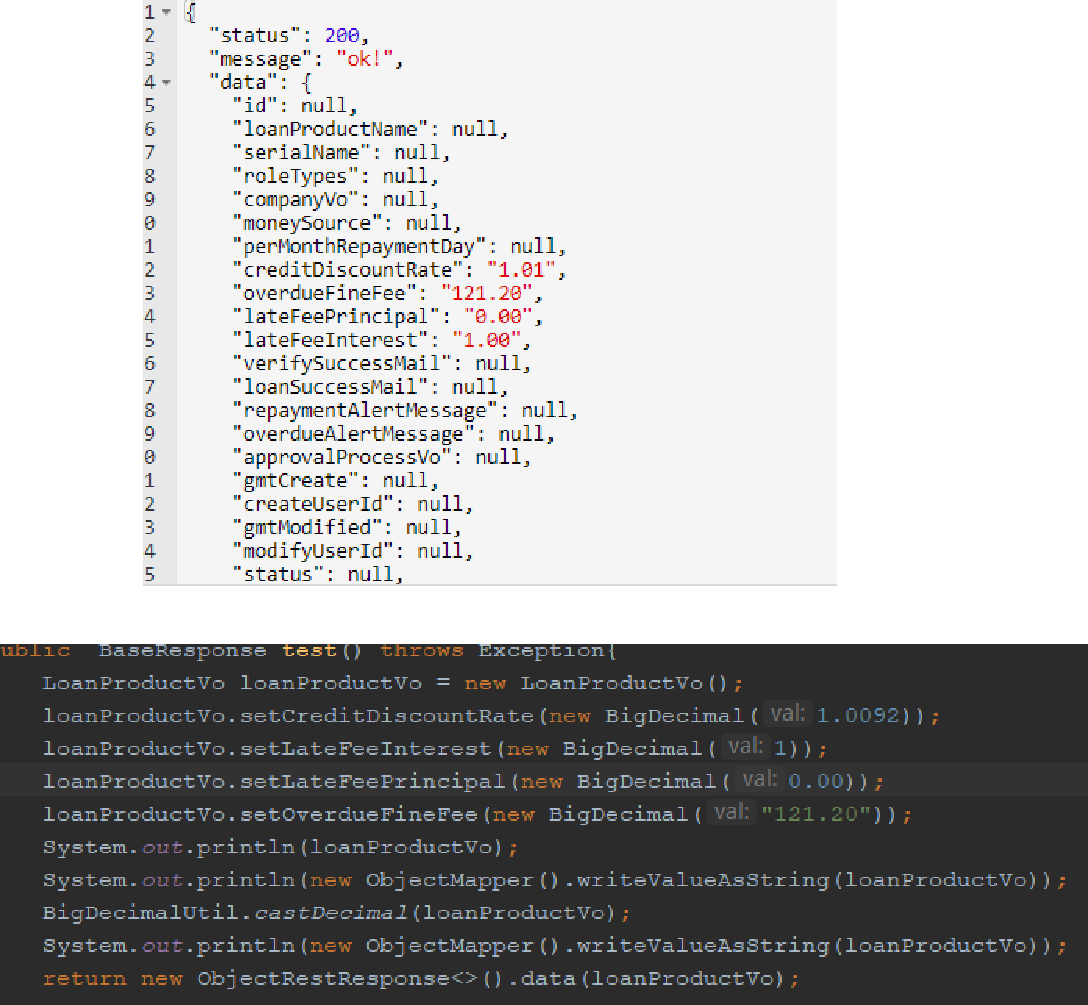 1 {
2 "status": 200,
3 "message": "ok!",
4 "data": {
5 "id": null,
6 "loanProductName": null,
7 "serialName": null,
8 "roleTypes": null,
9 "companyVo": null,
0 "moneySource": null,
1 "perMonthRepaymentDay": null,
2 "creditDiscountRate": "1.01",
3 "overdueFineFee": "121.20",
4 "lateFeePrincipal": "0.00",
5 "lateFeeInterest": "1.00",
6 "verifySuccessMail": null,
7 "loanSuccessMail": null,
8 "repaymentAlertMessage": null,
9 "overdueAlertMessage": null,
0 "approvalProcessVo": null,
1 "gmtCreate": null,
2 "createUserId": null,
3 "gmtModified": null,
4 "modifyUserId": null,
5 "status": null,
ublic BaseResponse test() throws Exception{
LoanProductVo loanProductVo = new LoanProductVo();
loanProductVo.setCreditDiscountRate(new BigDecimal( val: 1.0092));
loanProductVo.setLateFeeInterest(new BigDecimal( val: 1));
loanProductVo.setLateFeePrincipal(new BigDecimal( val: 0.00));
loanProductVo.setOverdueFineFee(new BigDecimal( val: "121.20"));
System.out.println(loanProductVo);
System.out.println(new ObjectMapper().writeValueAsString(loanProductVo));
BigDecimalUtil.castDecimal(loanProductVo);
System.out.println(new ObjectMapper().writeValueAsString(loanProductVo));
return new ObjectRestResponse<>().data(loanProductVo);